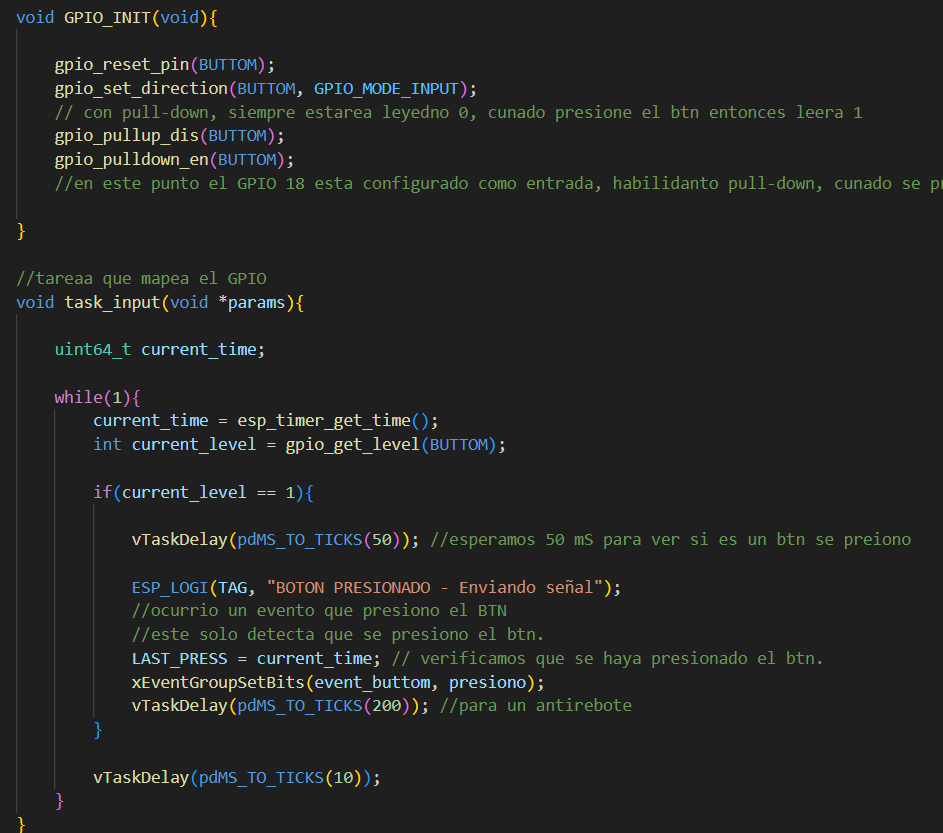 void GPIO_INIT(void){
gpio_reset_pin(BUTTOM);
gpio_set_direction(BUTTOM, GPIO_MODE_INPUT);
// con pull-down, siempre estarea leyedno 0, cunado presione el btn entonces leera 1
gpio_pullup_dis(BUTTOM);
gpio_pulldown_en(BUTTOM);
//en este punto el GPIO 18 esta configurado como entrada, habilidanto pull-down, cunado se
}
//tareaa que mapea el GPIO
void task_input(void *params){
uint64_t current_time;
while(1){
current_time = esp_timer_get_time();
int current_level = gpio_get_level(BUTTOM);
if(current_level == 1){
vTaskDelay(pdMS_TO_TICKS(50)); //esperamos 50 mS para ver si es un btn se preiono
ESP_LOGI(TAG, "BOTON PRESIONADO - Enviando señal");
//ocurrio un evento que presiono el BTN
//este solo detecta que se presiono el btn.
LAST_PRESS = current_time; // verificamos que se haya presionado el btn.
xEventGroupSetBits(event_buttom, presiono);
vTaskDelay(pdMS_TO_TICKS(200)); //para un antirebote
}
vTaskDelay(pdMS_TO_TICKS(10));
}
}